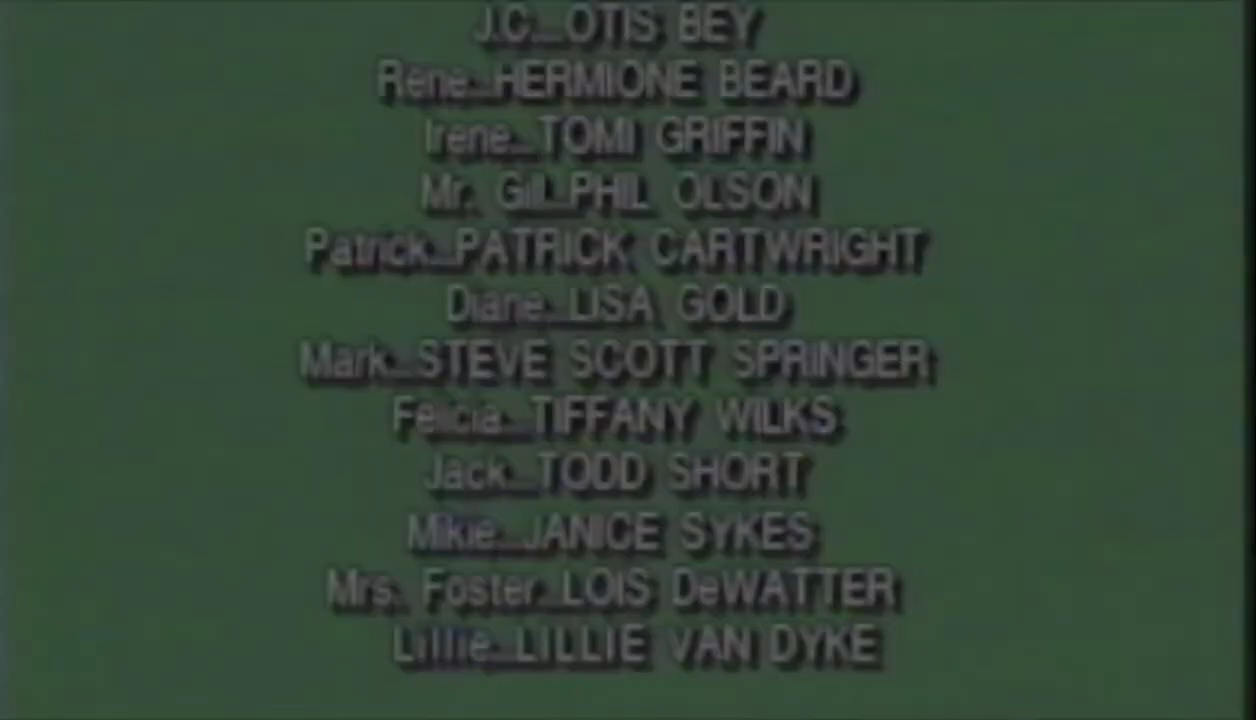 J.C....OTIS BEY
Rene...HERMIONE BEARD
Irene...TOMI GRIFFIN
Mr. Gill...PHIL OLSON
Patrick...PATRICK CARTWRIGHT
Diane...LISA GOLD
Mark...STEVE SCOTT SPRINGER
Felicia...TIFFANY WILKS
Jack...TODD SHORT
Mikie...JANICE SYKES
Mrs. Foster...LOIS DeWATTER
Lillie...LILLIE VAN DYKE